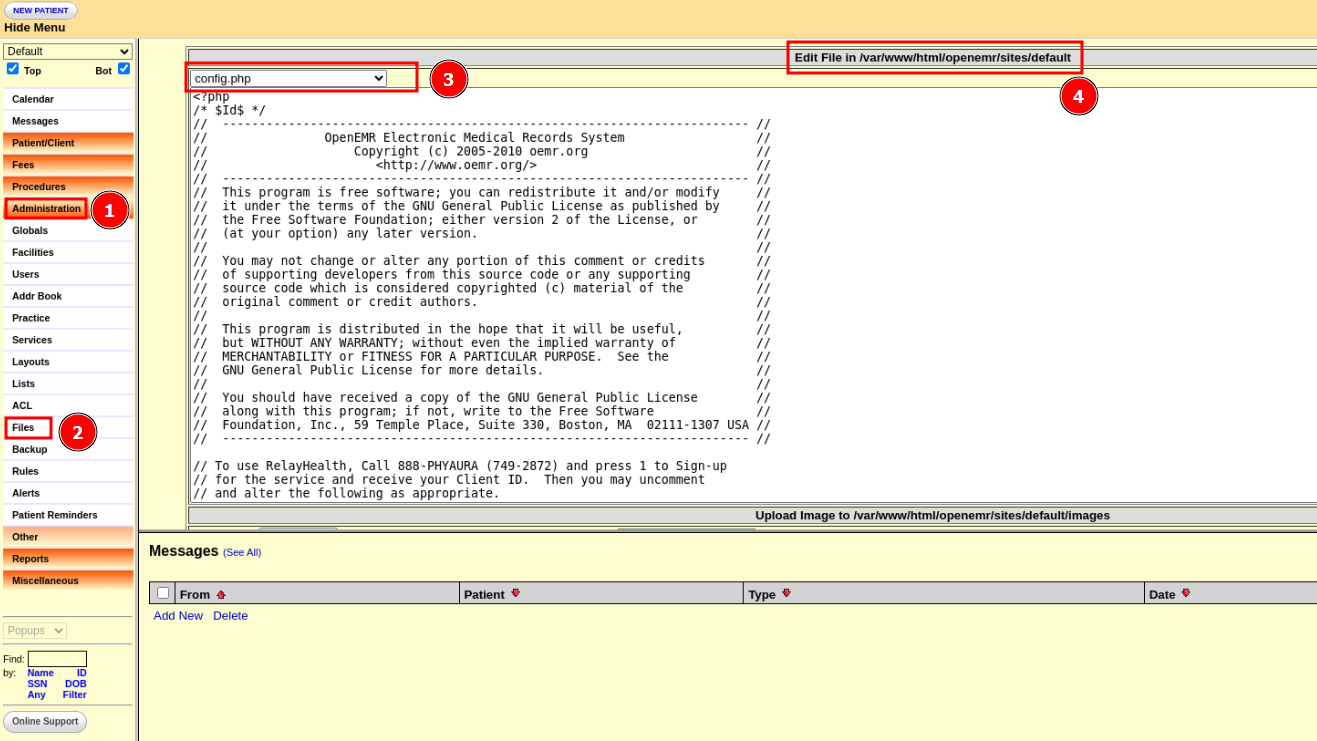 NEW PATIENT
Hide Menu
Default
Top Bot
Calendar
Messages
Patient/Client
Fees
Procedures
Administration
1
Globals
Facilities
Users
Addr Book
Practice
Services
Layouts
Lists
ACL
Files
2
Backup
Rules
Alerts
Patient Reminders
Other
Reports
Miscellaneous
Popups
Find:
by: Name ID
SSN DOB
Any Filter
Online Support
Edit File in /var/www/html/openemr/sites/default
4
config.php
3
<?php
/* $Id$ */
// ------------------------------------------------------------------------ //
// OpenEMR Electronic Medical Records System //
// Copyright (c) 2005-2010 oemr.org //
// <http://www.oemr.org/> //
// ------------------------------------------------------------------------ //
// This program is free software; you can redistribute it and/or modify //
// it under the terms of the GNU General Public License as published by //
// the Free Software Foundation; either version 2 of the License, or //
// (at your option) any later version. //
// //
// You may not change or alter any portion of this comment or credits //
// of supporting developers from this source code or any supporting //
// source code which is considered copyrighted (c) material of the //
// original comment or credit authors. //
// //
// This program is distributed in the hope that it will be useful, //
// but WITHOUT ANY WARRANTY; without even the implied warranty of //
// MERCHANTABILITY or FITNESS FOR A PARTICULAR PURPOSE. See the //
// GNU General Public License for more details. //
// //
// You should have received a copy of the GNU General Public License //
// along with this program; if not, write to the Free Software //
// Foundation, Inc., 59 Temple Place, Suite 330, Boston, MA 02111-1307 USA //
// ------------------------------------------------------------------------ //
// To use RelayHealth, Call 888-PHYAURA (749-2872) and press 1 to Sign-up
// for the service and receive your Client ID. Then you may uncomment
// and alter the following as appropriate.
Upload Image to /var/www/html/openemr/sites/default/images
Messages (See All)
From Patient Type Date
Add New Delete